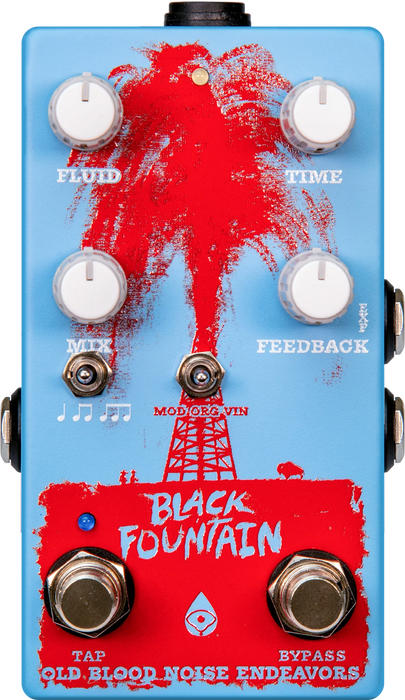 FLUID
TIME
MIX
FEEDBACK
MOD ORG VIN
BLACK
FOUNTAIN
TAP
BYPASS
OLD BLOOD NOISE ENDEAVORS